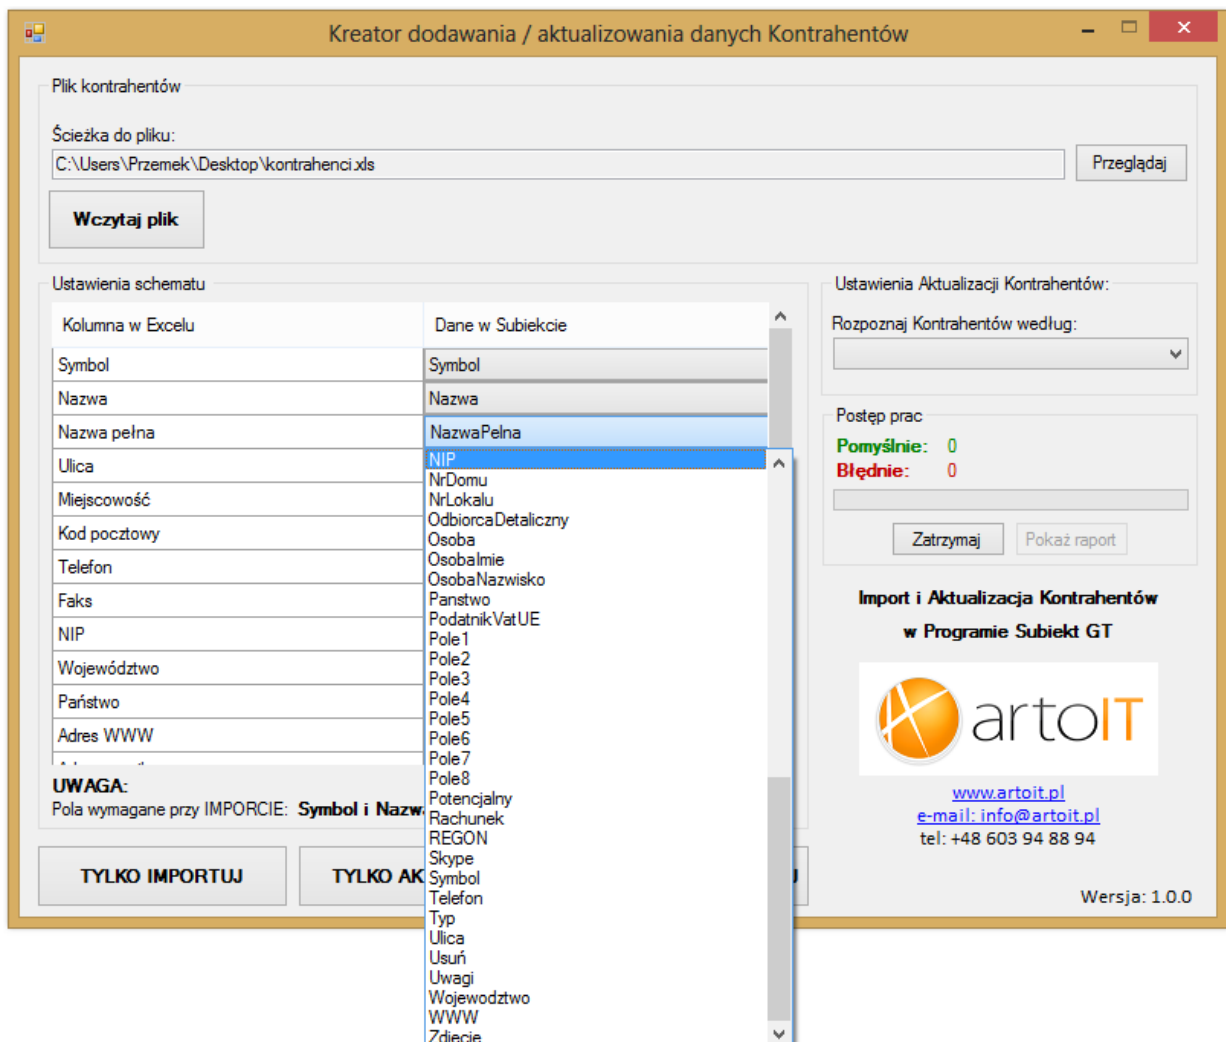 Kreator dodawania / aktualizowania danych Kontrahentów
Plik kontrahentów
Ścieżka do pliku:
C:\Users\Przemek\Desktop\kontrahenci.xls
Przeglądaj
Wczytaj plik
Ustawienia schematu
Kolumna w Excelu
Dane w Subiekcie
Symbol
Symbol
Nazwa
Nazwa
Nazwa pełna
NazwaPelna
Ulica
Miejscowość
Kod pocztowy
Telefon
Faks
NIP
Województwo
Państwo
Adres WWW
NIP
NrDomu
NrLokalu
OdbiorcaDetaliczny
Osoba
OsobaImie
OsobaNazwisko
Panstwo
PodatnikVatUE
Pole1
Pole2
Pole3
Pole4
Pole5
Pole6
Pole7
Pole8
Potencjalny
Rachunek
REGON
Skype
Symbol
Telefon
Typ
Ulica
Usuń
Uwagi
Wojewodztwo
WWW
Zdjecie
UWAGA:
Pola wymagane przy IMPORCIE: Symbol i Nazw
TYLKO IMPORTUJ
TYLKO AK
Ustawienia Aktualizacji Kontrahentów:
Rozpoznaj Kontrahentów według:
Postęp prac
Pomyślnie: 0
Błędnie: 0
Zatrzymaj
Pokaż raport
Import i Aktualizacja Kontrahentów
w Programie Subiekt GT
artoIT
www.artoit.pl
e-mail: info@artoit.pl
tel: +48 603 94 88 94
Wersja: 1.0.0